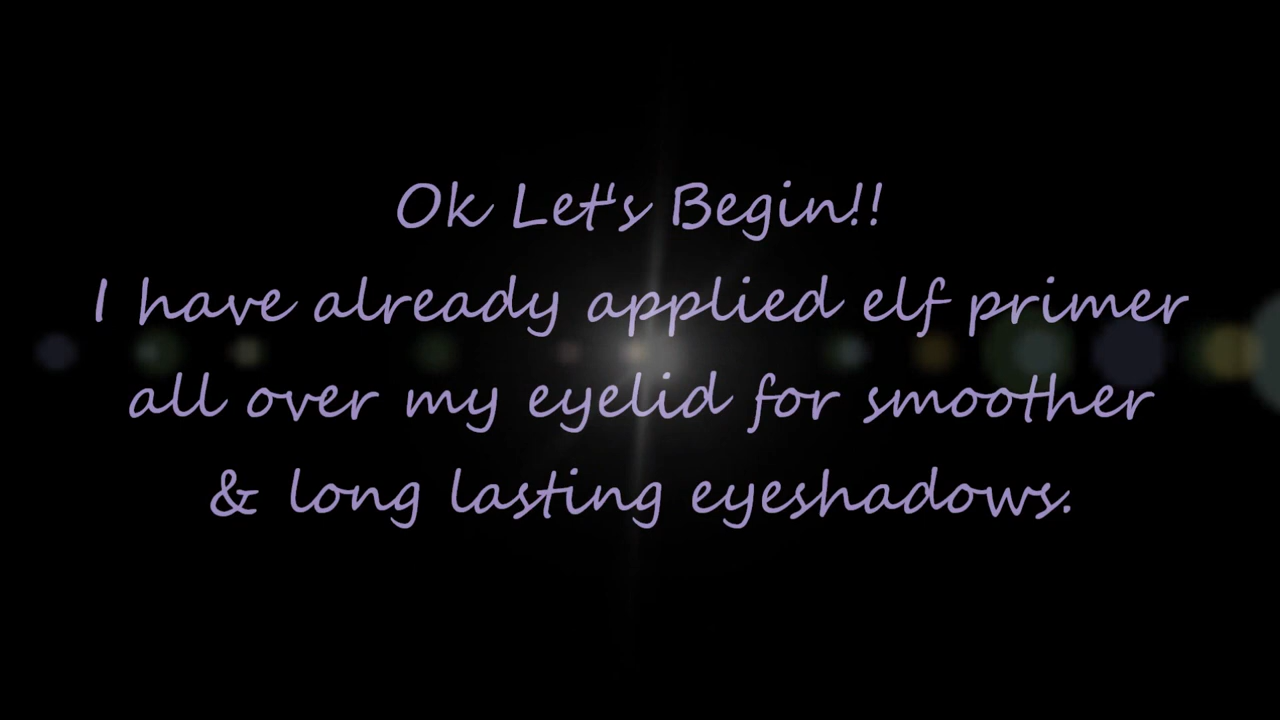 Ok Let's Begin!!
I have already applied elf primer
all over my eyelid for smoother
& long lasting eyeshadows.